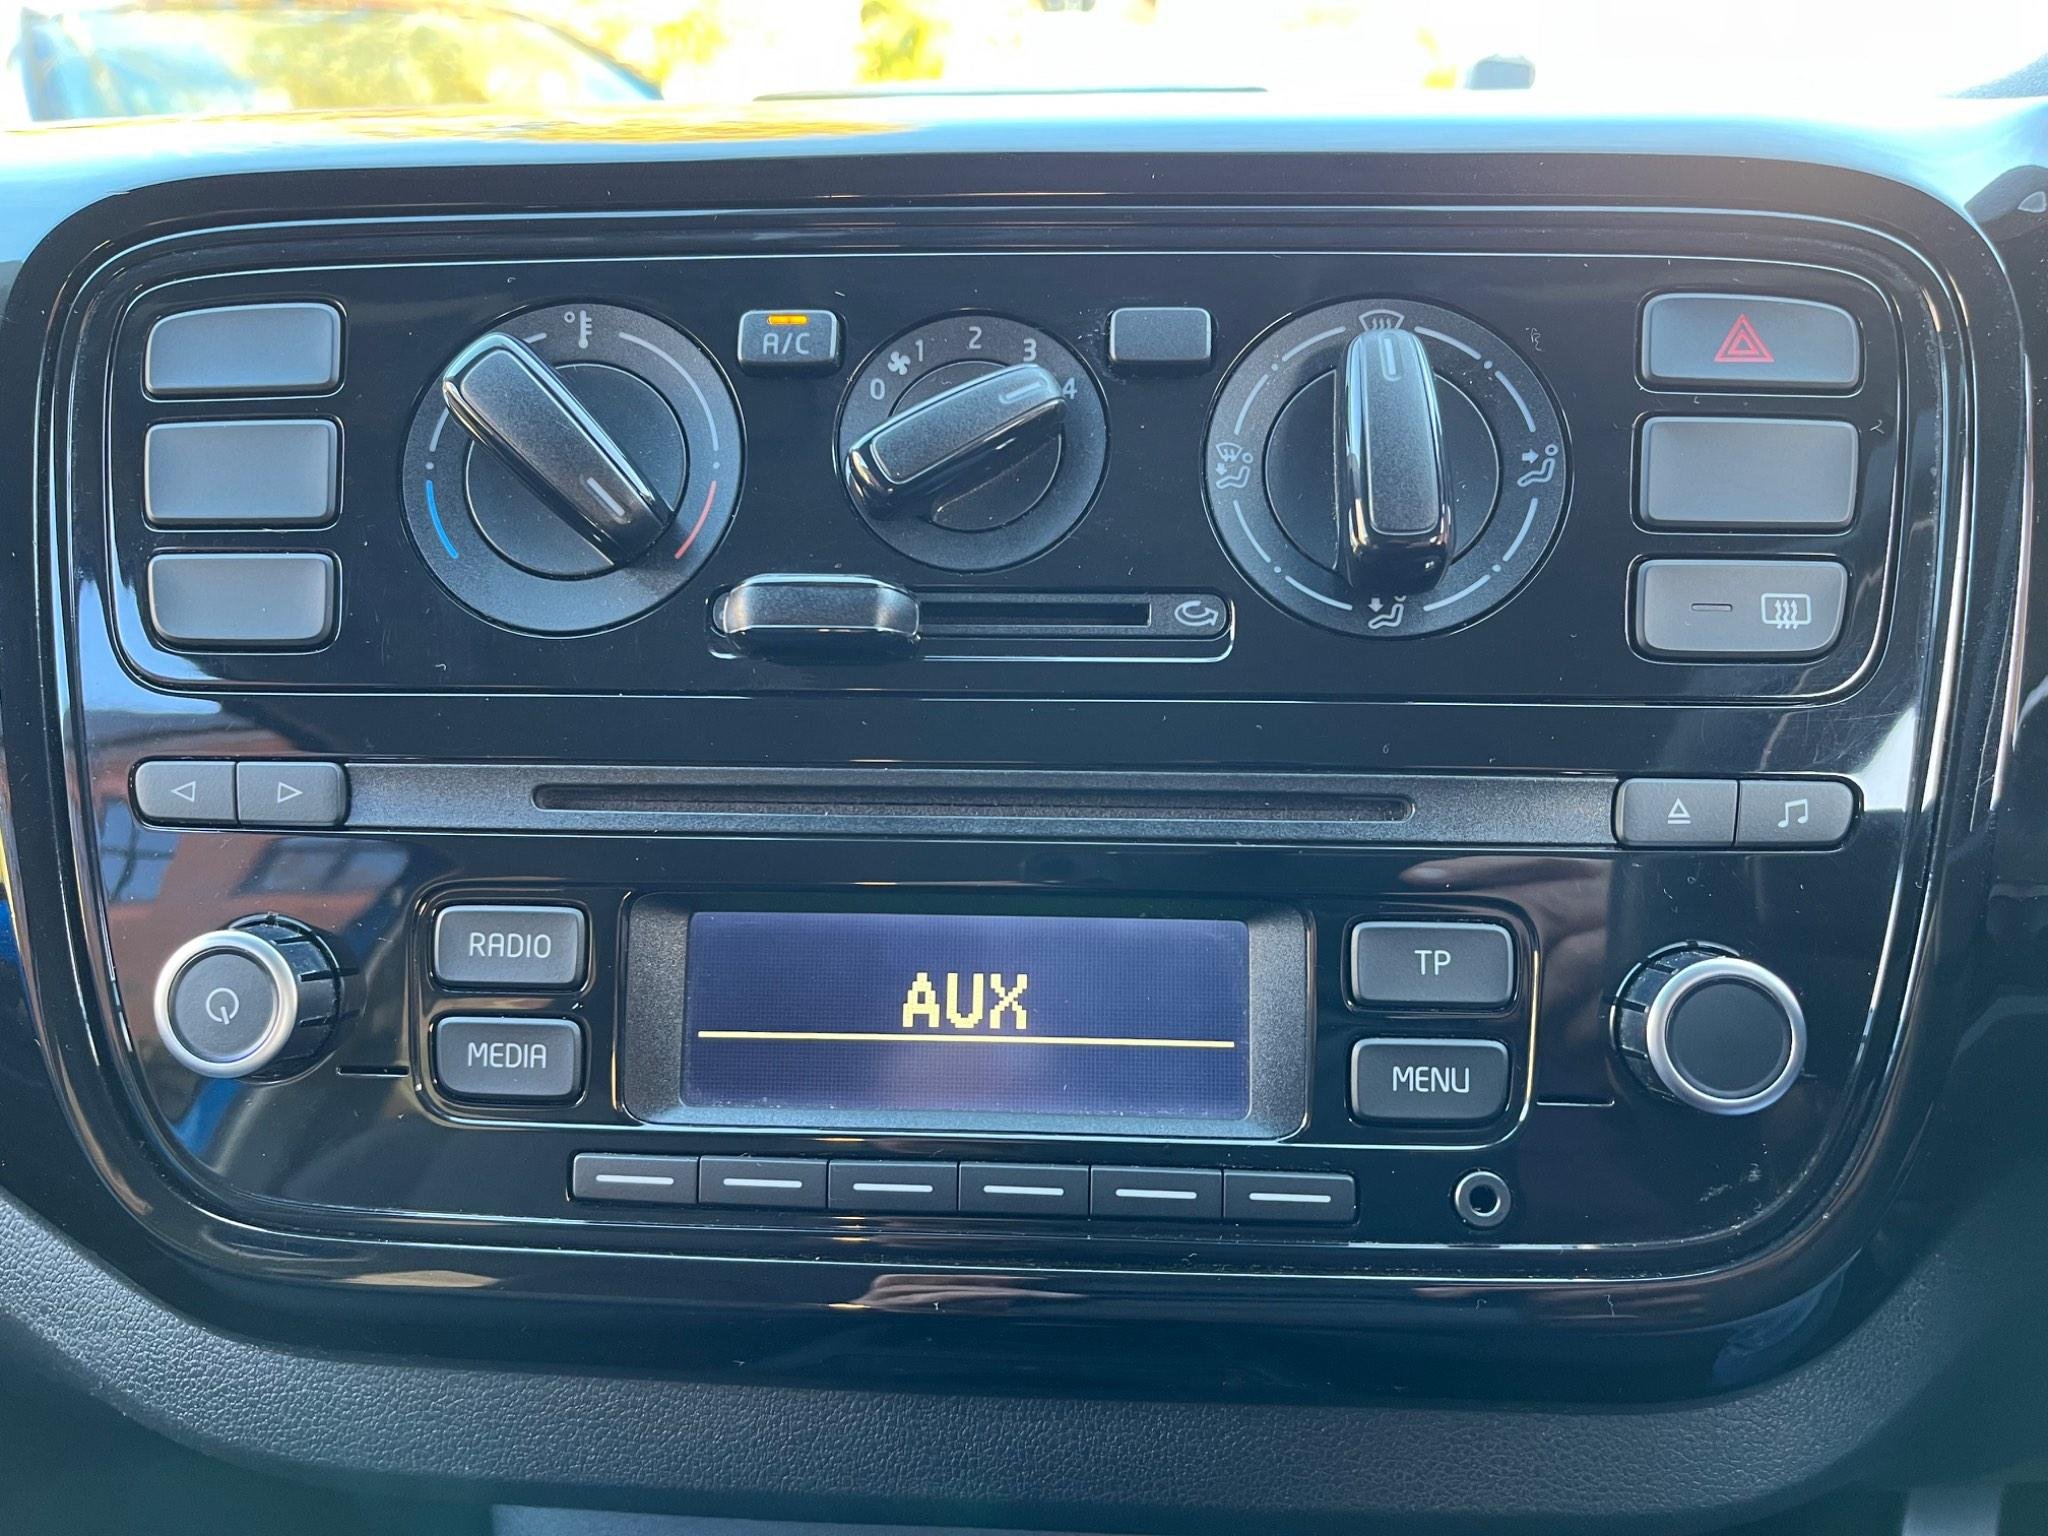 A/C
0 1 2 3 4
RADIO
TP
AUX
MEDIA
MENU